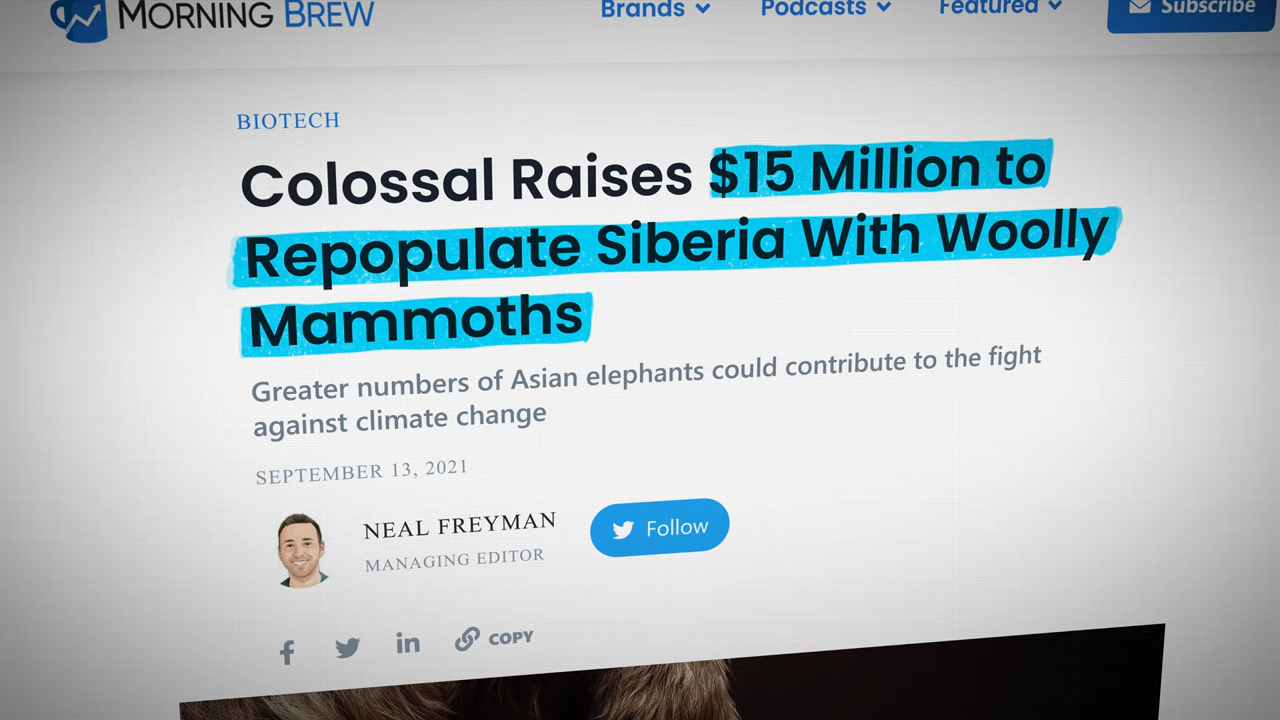 MORNING BREW
Brands
Podcasts
Featured
Subscribe
BIOTECH
Colossal Raises $15 Million to
Repopulate Siberia With Woolly
Mammoths
Greater numbers of Asian elephants could contribute to the fight
against climate change
SEPTEMBER 13, 2021
NEAL FREYMAN
MANAGING EDITOR
Follow
COPY